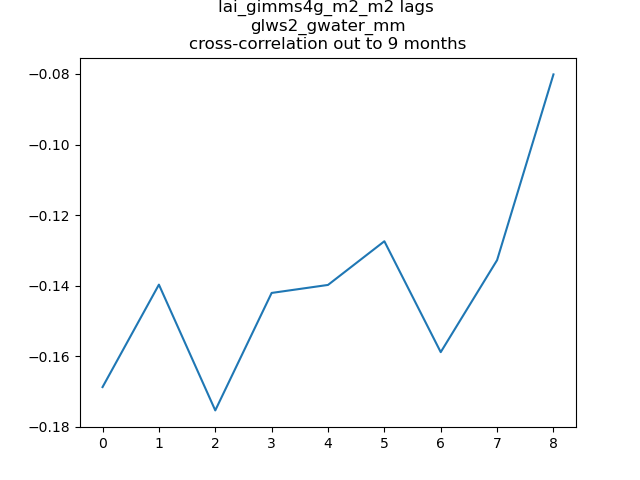 lai_gimms4g_m2_m2 lags
glws2_gwater_mm
cross-correlation out to 9 months
−0.08
−0.10
−0.12
−0.14
−0.16
−0.18
0 1 2 3 4 5 6 7 8